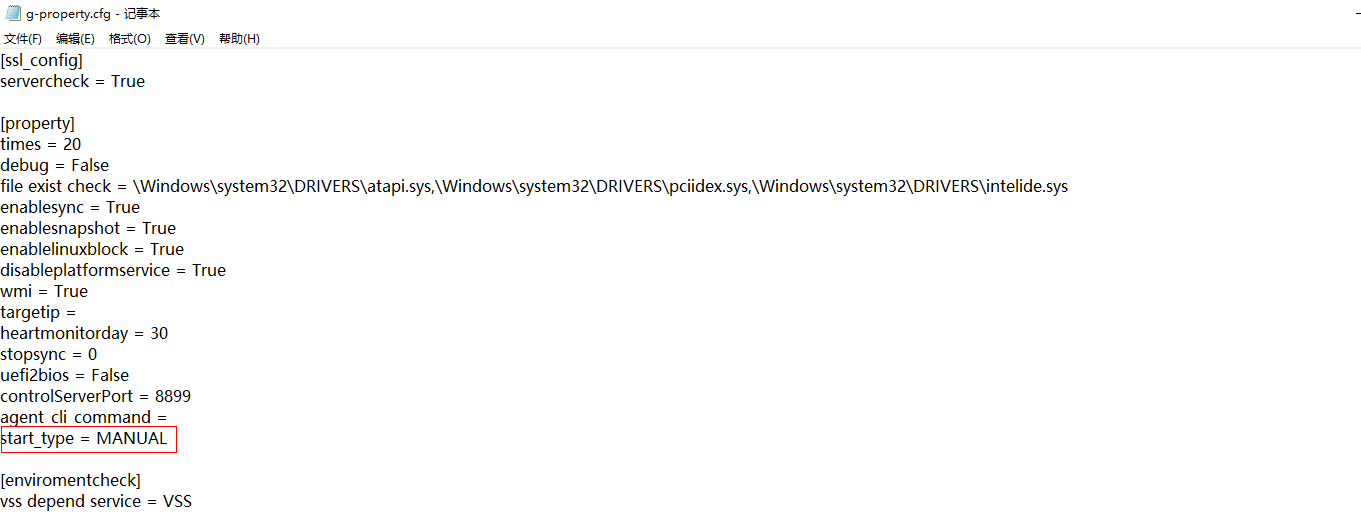 g-property.cfg - 记事本
文件(F) 编辑(E) 格式(O) 查看(V) 帮助(H)
[ssl_config]
servercheck = True
[property]
times = 20
debug = False
file exist check = \Windows\system32\DRIVERS\atapi.sys,\Windows\system32\DRIVERS\pciidex.sys,\Windows\system32\DRIVERS\intelide.sys
enablesync = True
enablesnapshot = True
enablelinuxblock = True
disableplatformservice = True
wmi = True
targetip =
heartmonitorday = 30
stopsync = 0
uefi2bios = False
controlServerPort = 8899
agent cli command =
start_type = MANUAL
[enviromentcheck]
vss depend service = VSS